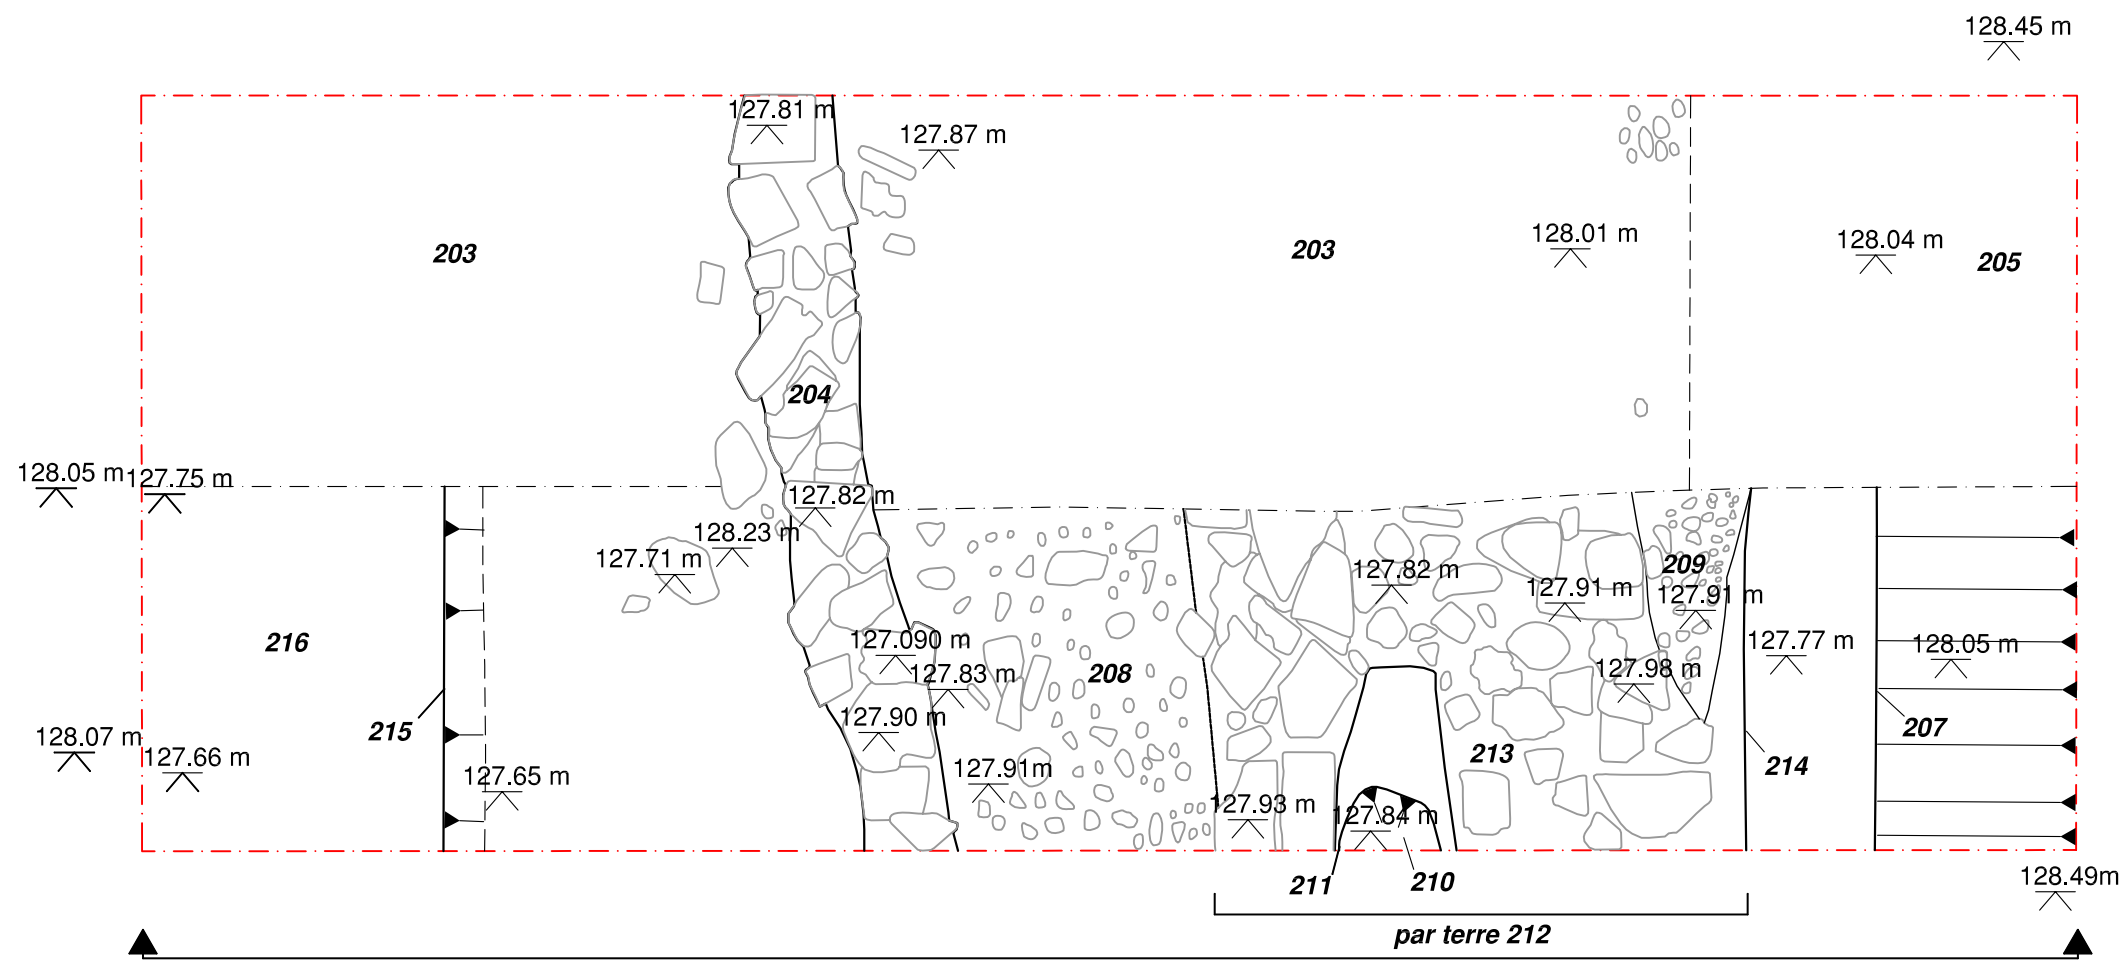 128.45 m
127.81 m
127.87 m
203
203
128.01 m
128.04 m
205
204
128.05 m
127.75 m
127.82 m
128.23 m
127.71 m
127.82 m
209
127.91 m
127.91 m
216
127.090 m
127.77 m
128.05 m
127.83 m
208
127.98 m
215
127.90 m
207
128.07 m
127.66 m
213
214
127.65 m
127.91m
127.93 m
127.84 m
211
210
128.49m
par terre 212